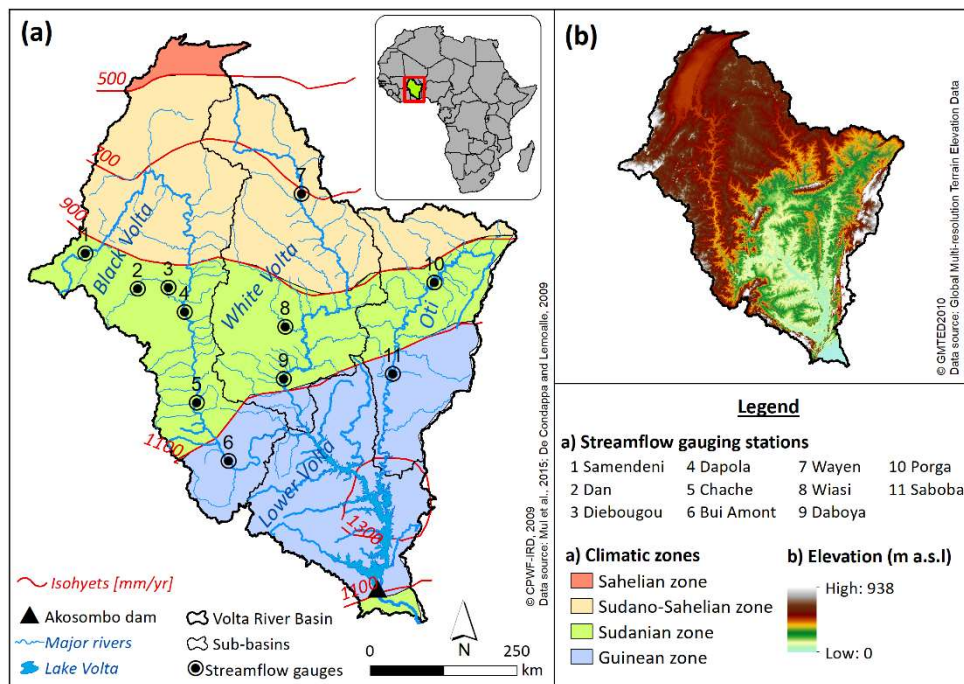 (a)
500
700
900
1100
1300
1100
Black Volta
White Volta
Oti
Lower Volta
1
2
3
4
5
6
7
8
9
10
11
Isohyets [mm/yr]
Akosombo dam
Major rivers
Lake Volta
Volta River Basin
Sub-basins
Streamflow gauges
N
0 250
km
© CPWF-IRD, 2009
Data source: Mul et al., 2015; De Condappa and Lemoalle, 2009
(b)
© GMTED2010
Data source: Global Multi-resolution Terrain Elevation Data
Legend
a) Streamflow gauging stations
1 Samendeni 4 Dapola 7 Wayen 10 Porga
2 Dan 5 Chache 8 Wiasi 11 Saboba
3 Diebougou 6 Bui Amont 9 Daboya
a) Climatic zones
Sahelian zone
Sudano-Sahelian zone
Sudanian zone
Guinean zone
b) Elevation (m a.s.l)
High: 938
Low: 0